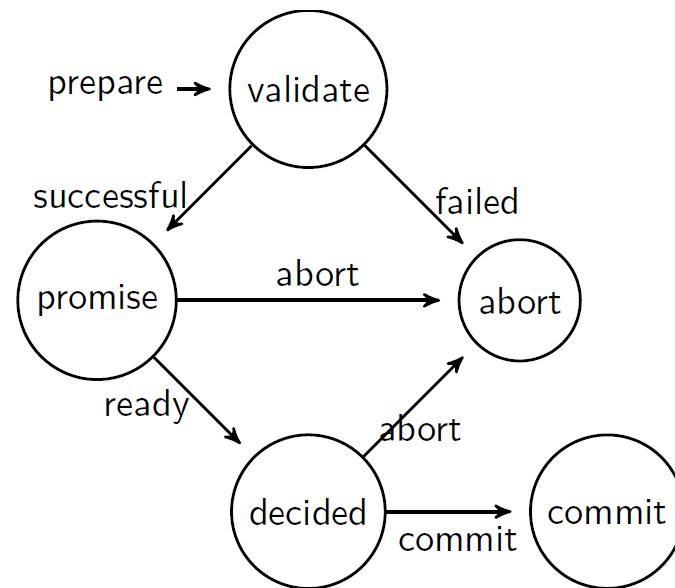 prepare
validate
successful
failed
promise
abort
abort
ready
abort
decided
commit
commit